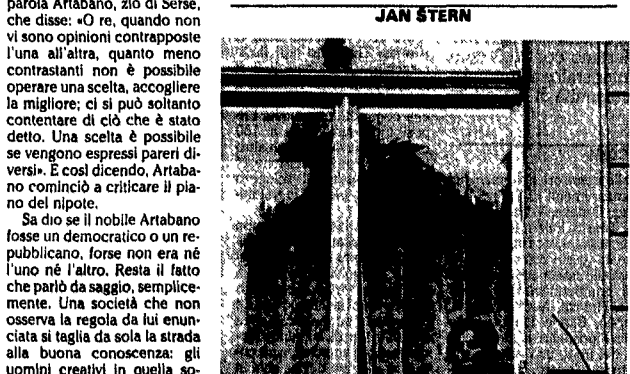 parola Artabano, zio di Serse,
che disse: «O re, quando non
vi sono opinioni contrapposte
l'una all'altra, quanto meno
contrastanti non è possibile
operare una scelta, accogliere
la migliore; ci si può soltanto
contentare di ciò che è stato
detto. Una scelta è possibile
se vengono espressi pareri di-
versi». E così dicendo, Artaba-
no cominciò a criticare il pia-
no del nipote.
Sa dio se il nobile Artabano
fosse un democratico o un re-
pubblicano, forse non era né
l'uno né l'altro. Resta il fatto
che parlò da saggio, semplice-
mente. Una società che non
osserva la regola da lui enun-
ciata si taglia da sola la strada
alla buona conoscenza: gli
uomini creativi in quella so-
JAN ŠTERN